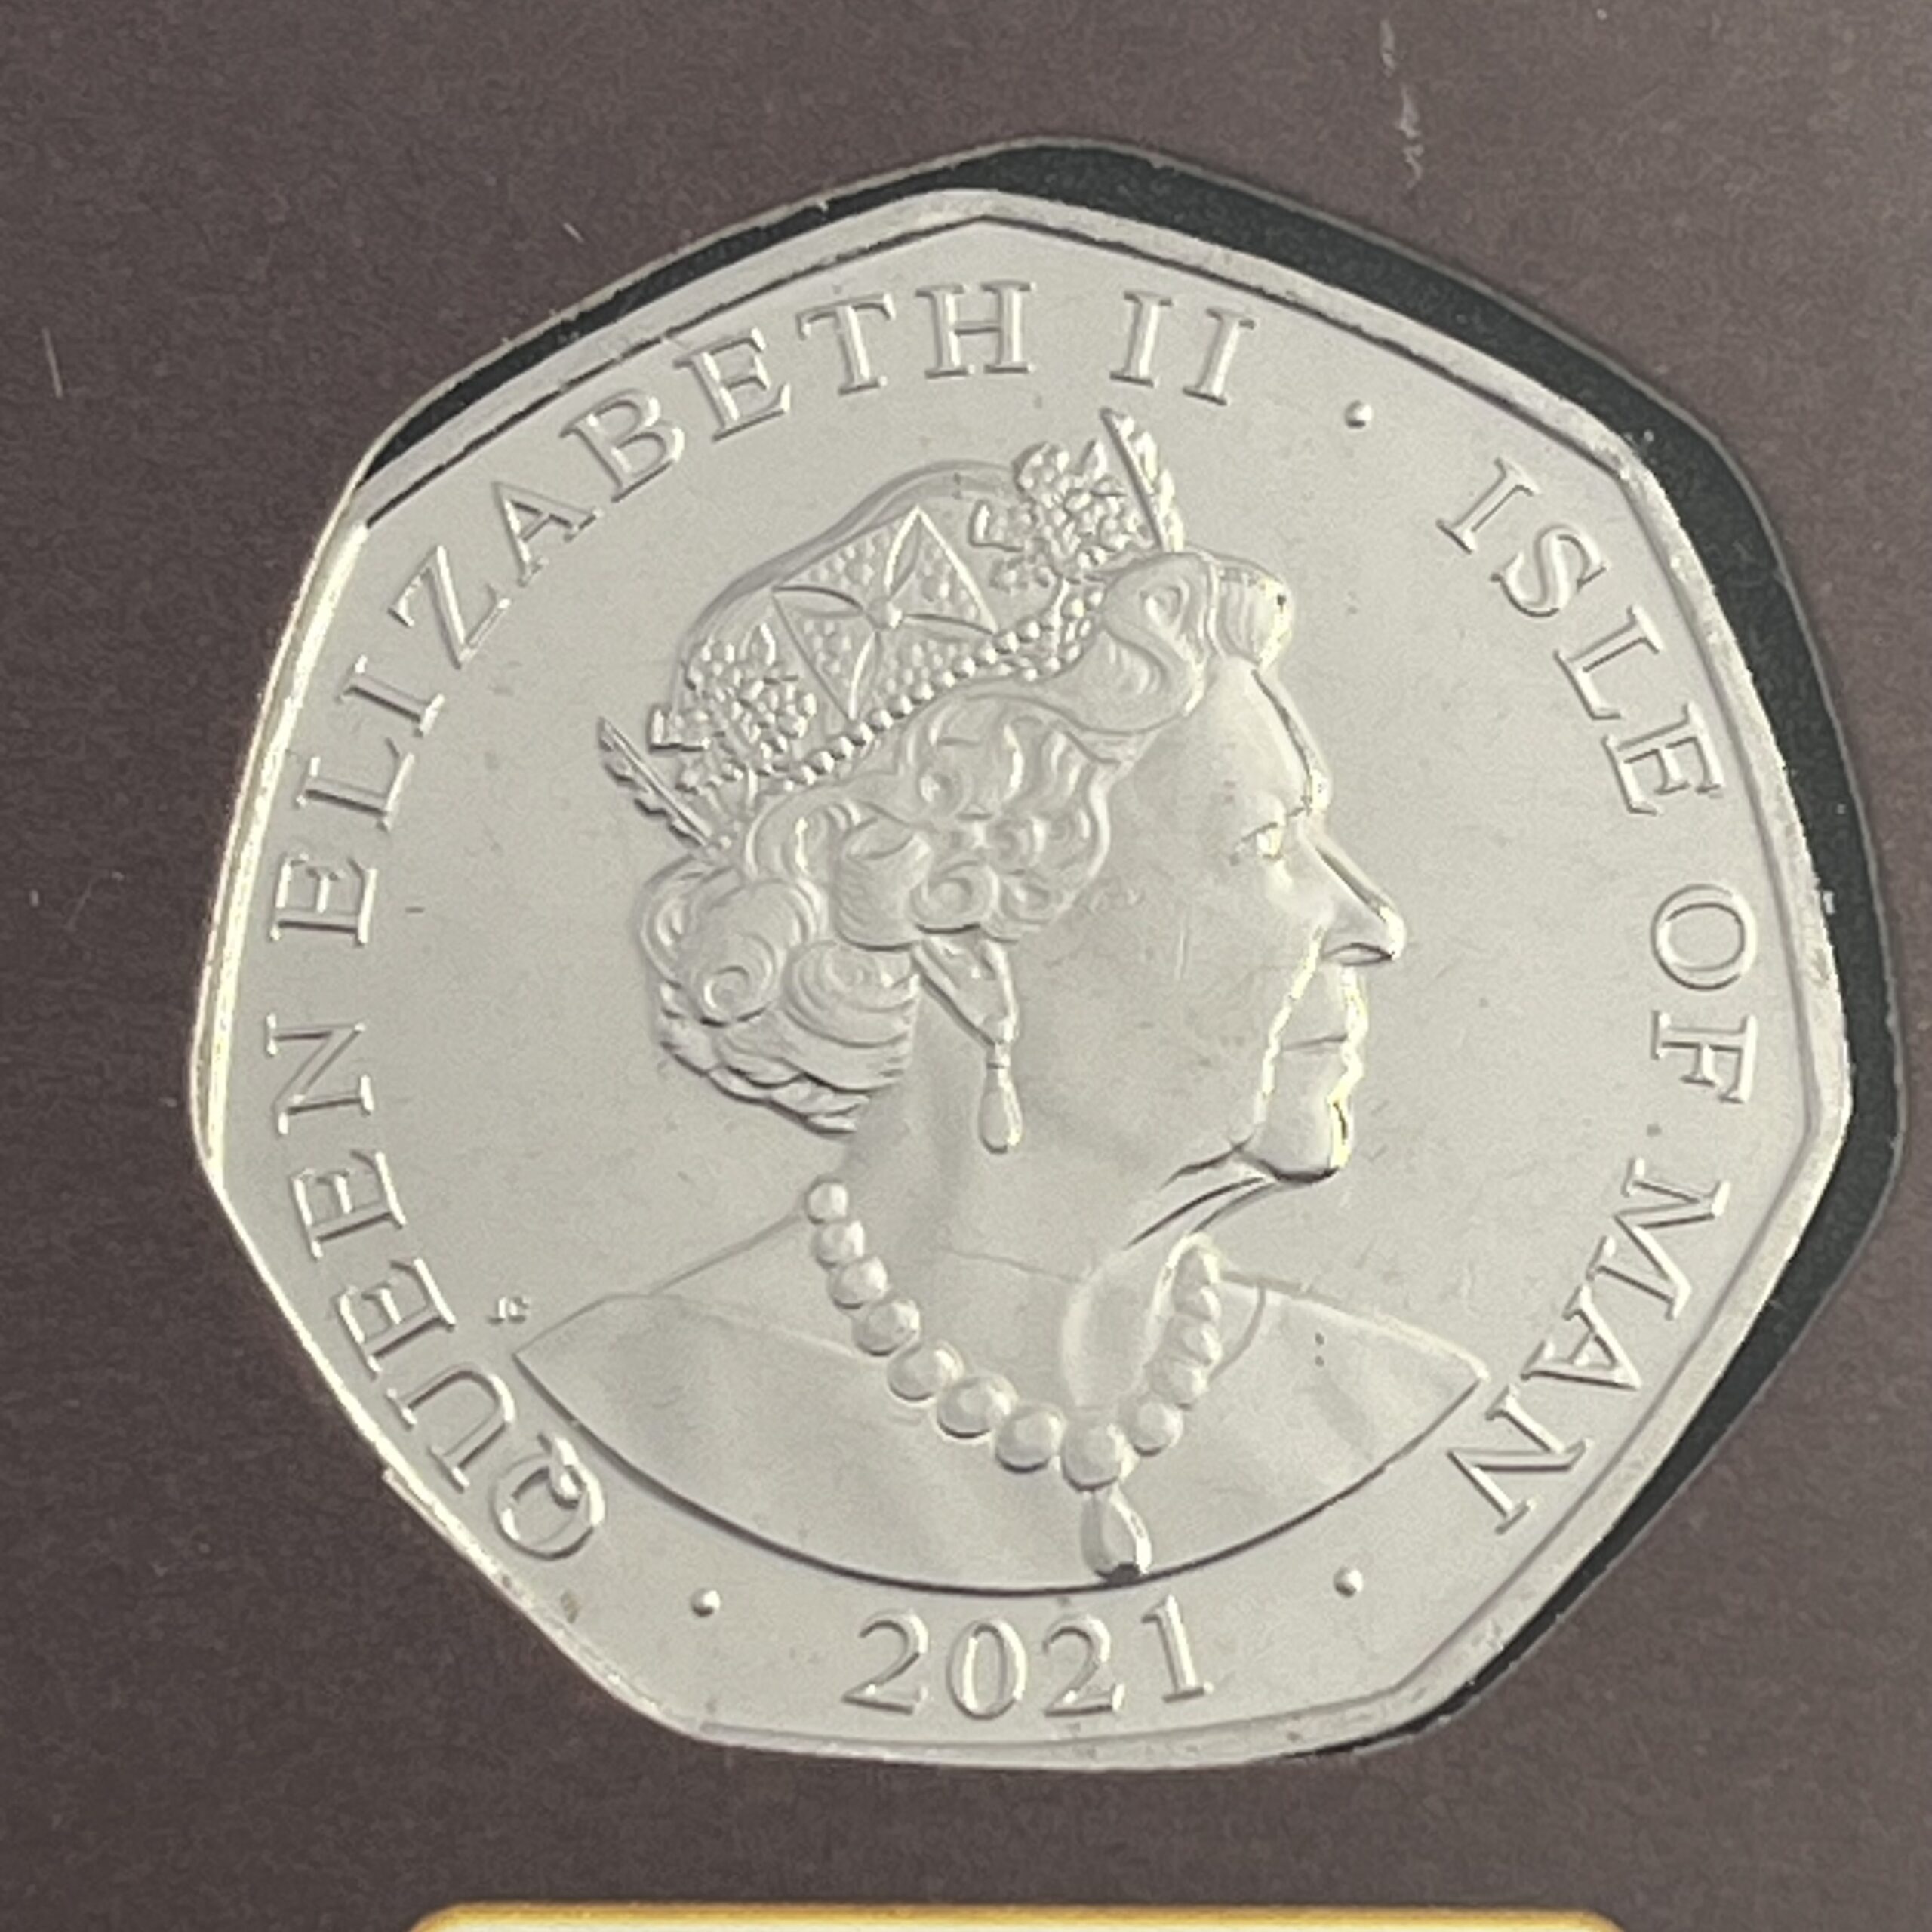 QUEEN ELIZABETH II · ISLE OF MAN ·
2021 ·